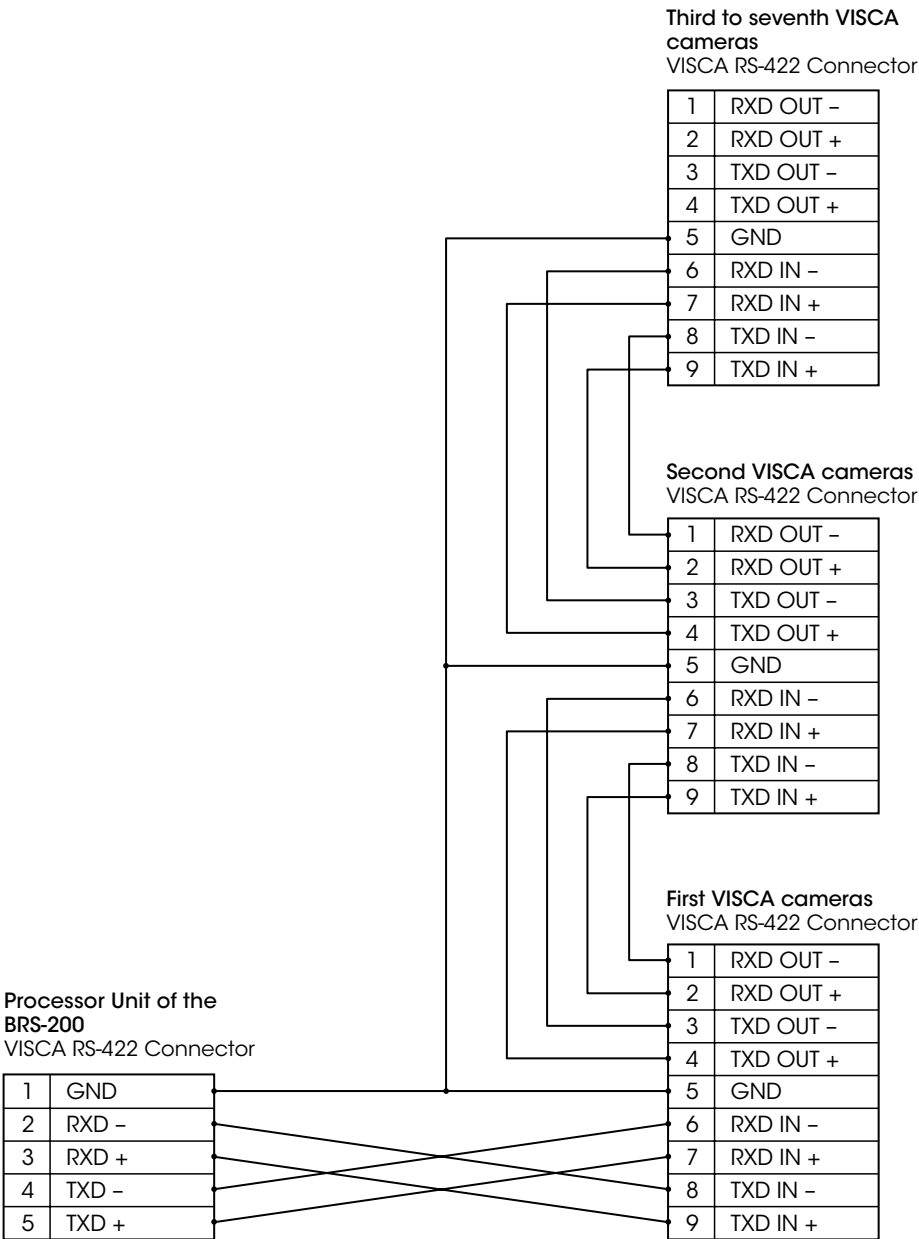 Third to seventh VISCA
cameras
VISCA RS-422 Connector
1 RXD OUT –
2 RXD OUT +
3 TXD OUT –
4 TXD OUT +
5 GND
6 RXD IN –
7 RXD IN +
8 TXD IN –
9 TXD IN +
Second VISCA cameras
VISCA RS-422 Connector
1 RXD OUT –
2 RXD OUT +
3 TXD OUT –
4 TXD OUT +
5 GND
6 RXD IN –
7 RXD IN +
8 TXD IN –
9 TXD IN +
First VISCA cameras
VISCA RS-422 Connector
1 RXD OUT –
2 RXD OUT +
3 TXD OUT –
4 TXD OUT +
5 GND
6 RXD IN –
7 RXD IN +
8 TXD IN –
9 TXD IN +
Processor Unit of the
BRS-200
VISCA RS-422 Connector
1 GND
2 RXD –
3 RXD +
4 TXD –
5 TXD +